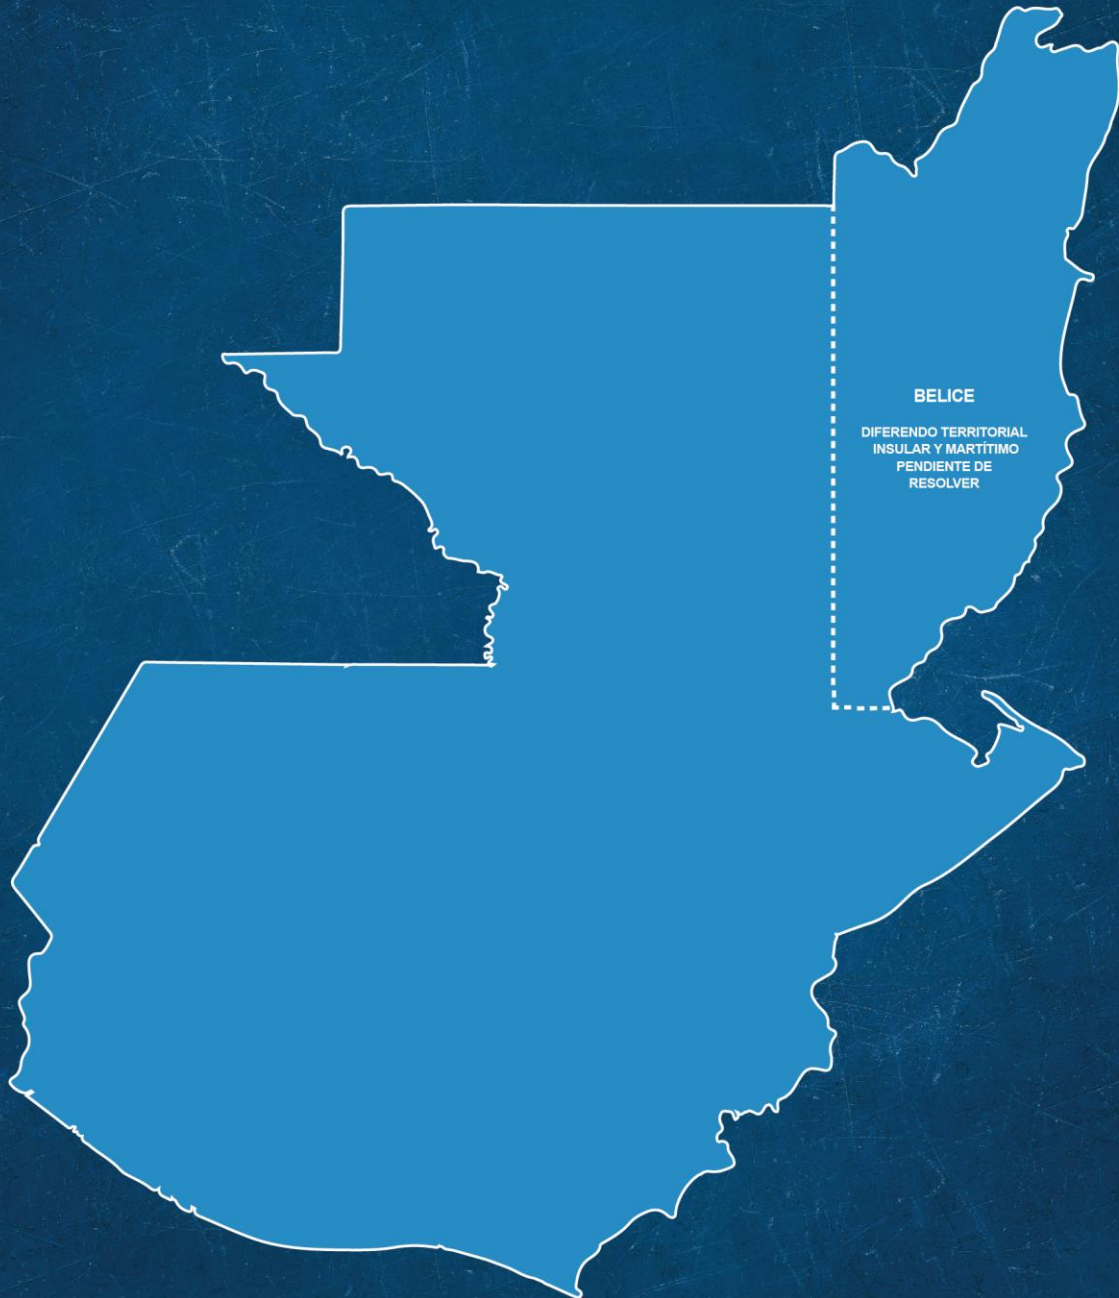 BELICE
DIFERENDO TERRITORIAL
INSULAR Y MARTÍTIMO
PENDIENTE DE
RESOLVER